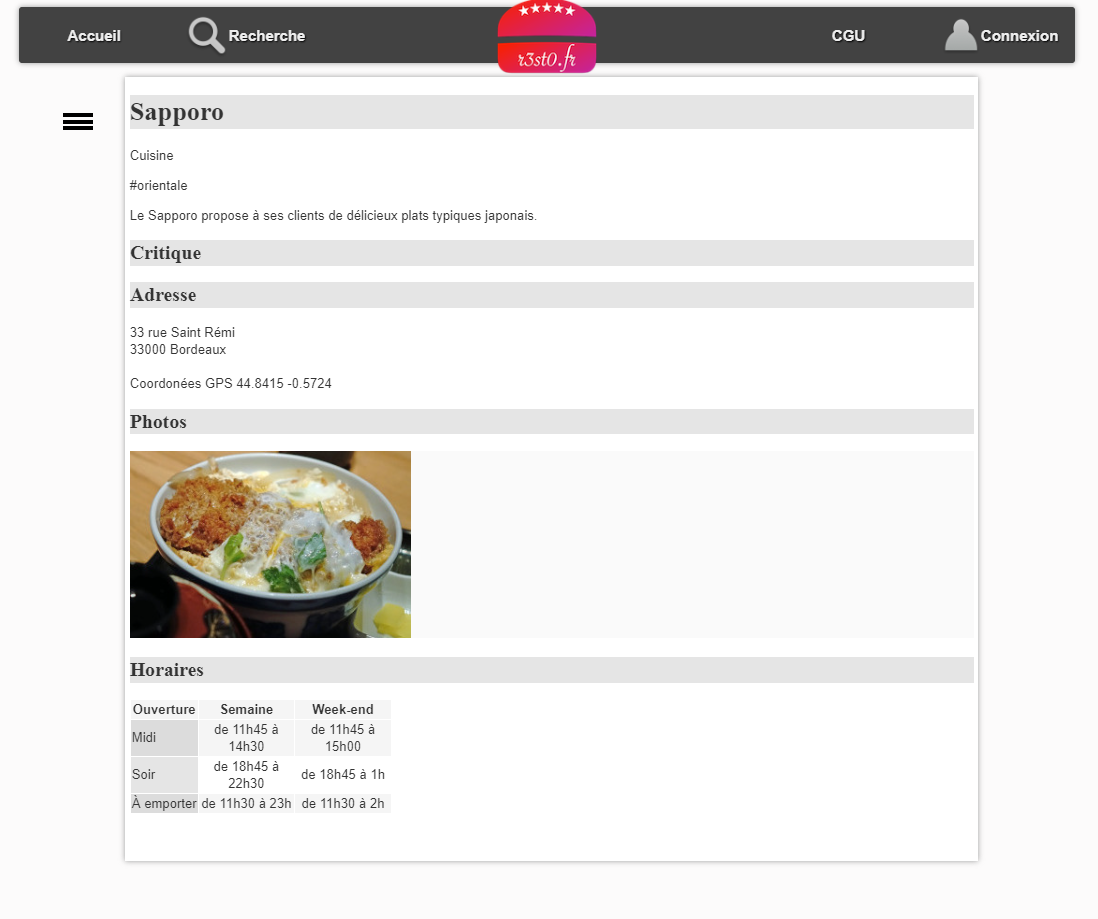 Accueil
Recherche
★★★★★
r3st0.fr
CGU
Connexion
Sapporo
Cuisine
#orientale
Le Sapporo propose à ses clients de délicieux plats typiques japonais.
Critique
Adresse
33 rue Saint Rémi
33000 Bordeaux
Coordonées GPS 44.8415 -0.5724
Photos
Horaires
Ouverture Semaine Week-end
Midi de 11h45 à 14h30 de 11h45 à 15h00
Soir de 18h45 à 22h30 de 18h45 à 1h
À emporter de 11h30 à 23h de 11h30 à 2h